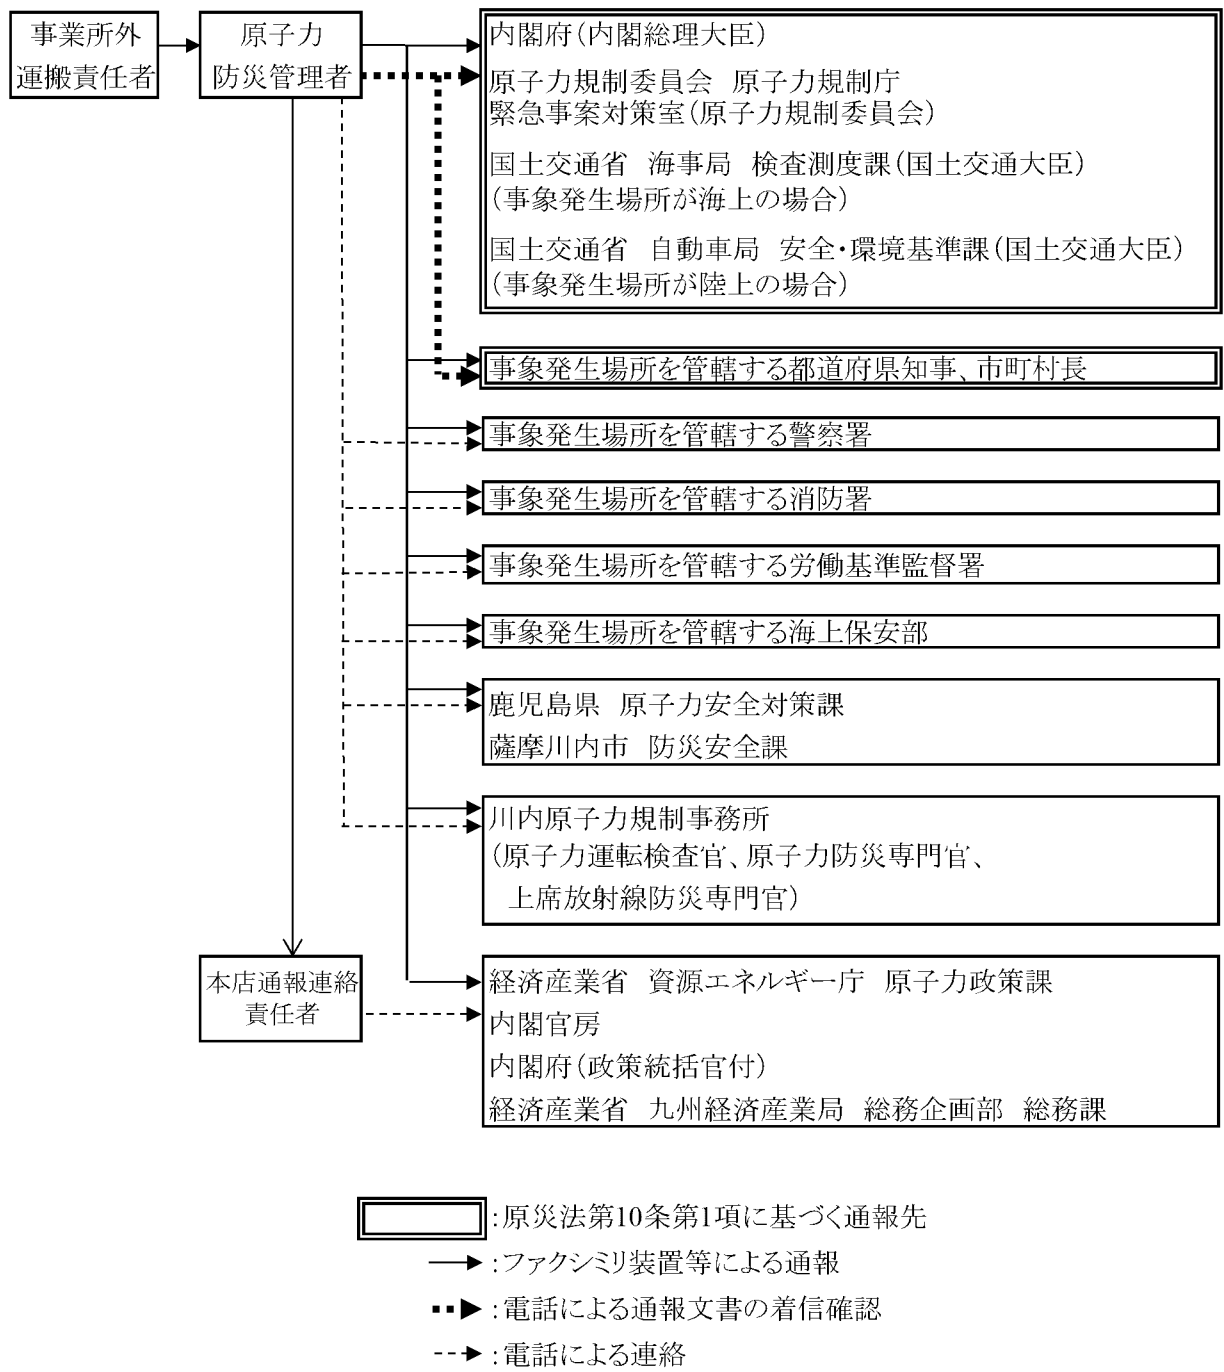 事業所外
運搬責任者
原子力
防災管理者
内閣府(内閣総理大臣)
原子力規制委員会 原子力規制庁
緊急事案対策室(原子力規制委員会)
国土交通省 海事局 検査測度課(国土交通大臣)
(事象発生場所が海上の場合)
国土交通省 自動車局 安全・環境基準課(国土交通大臣)
(事象発生場所が陸上の場合)
事象発生場所を管轄する都道府県知事、市町村長
事象発生場所を管轄する警察署
事象発生場所を管轄する消防署
事象発生場所を管轄する労働基準監督署
事象発生場所を管轄する海上保安部
鹿児島県 原子力安全対策課
薩摩川内市 防災安全課
川内原子力規制事務所
(原子力運転検査官、原子力防災専門官、
上席放射線防災専門官)
本店通報連絡
責任者
経済産業省 資源エネルギー庁 原子力政策課
内閣官房
内閣府(政策統括官付)
経済産業省 九州経済産業局 総務企画部 総務課
:原災法第10条第1項に基づく通報先
:ファクシミリ装置等による通報
:電話による通報文書の着信確認
:電話による連絡